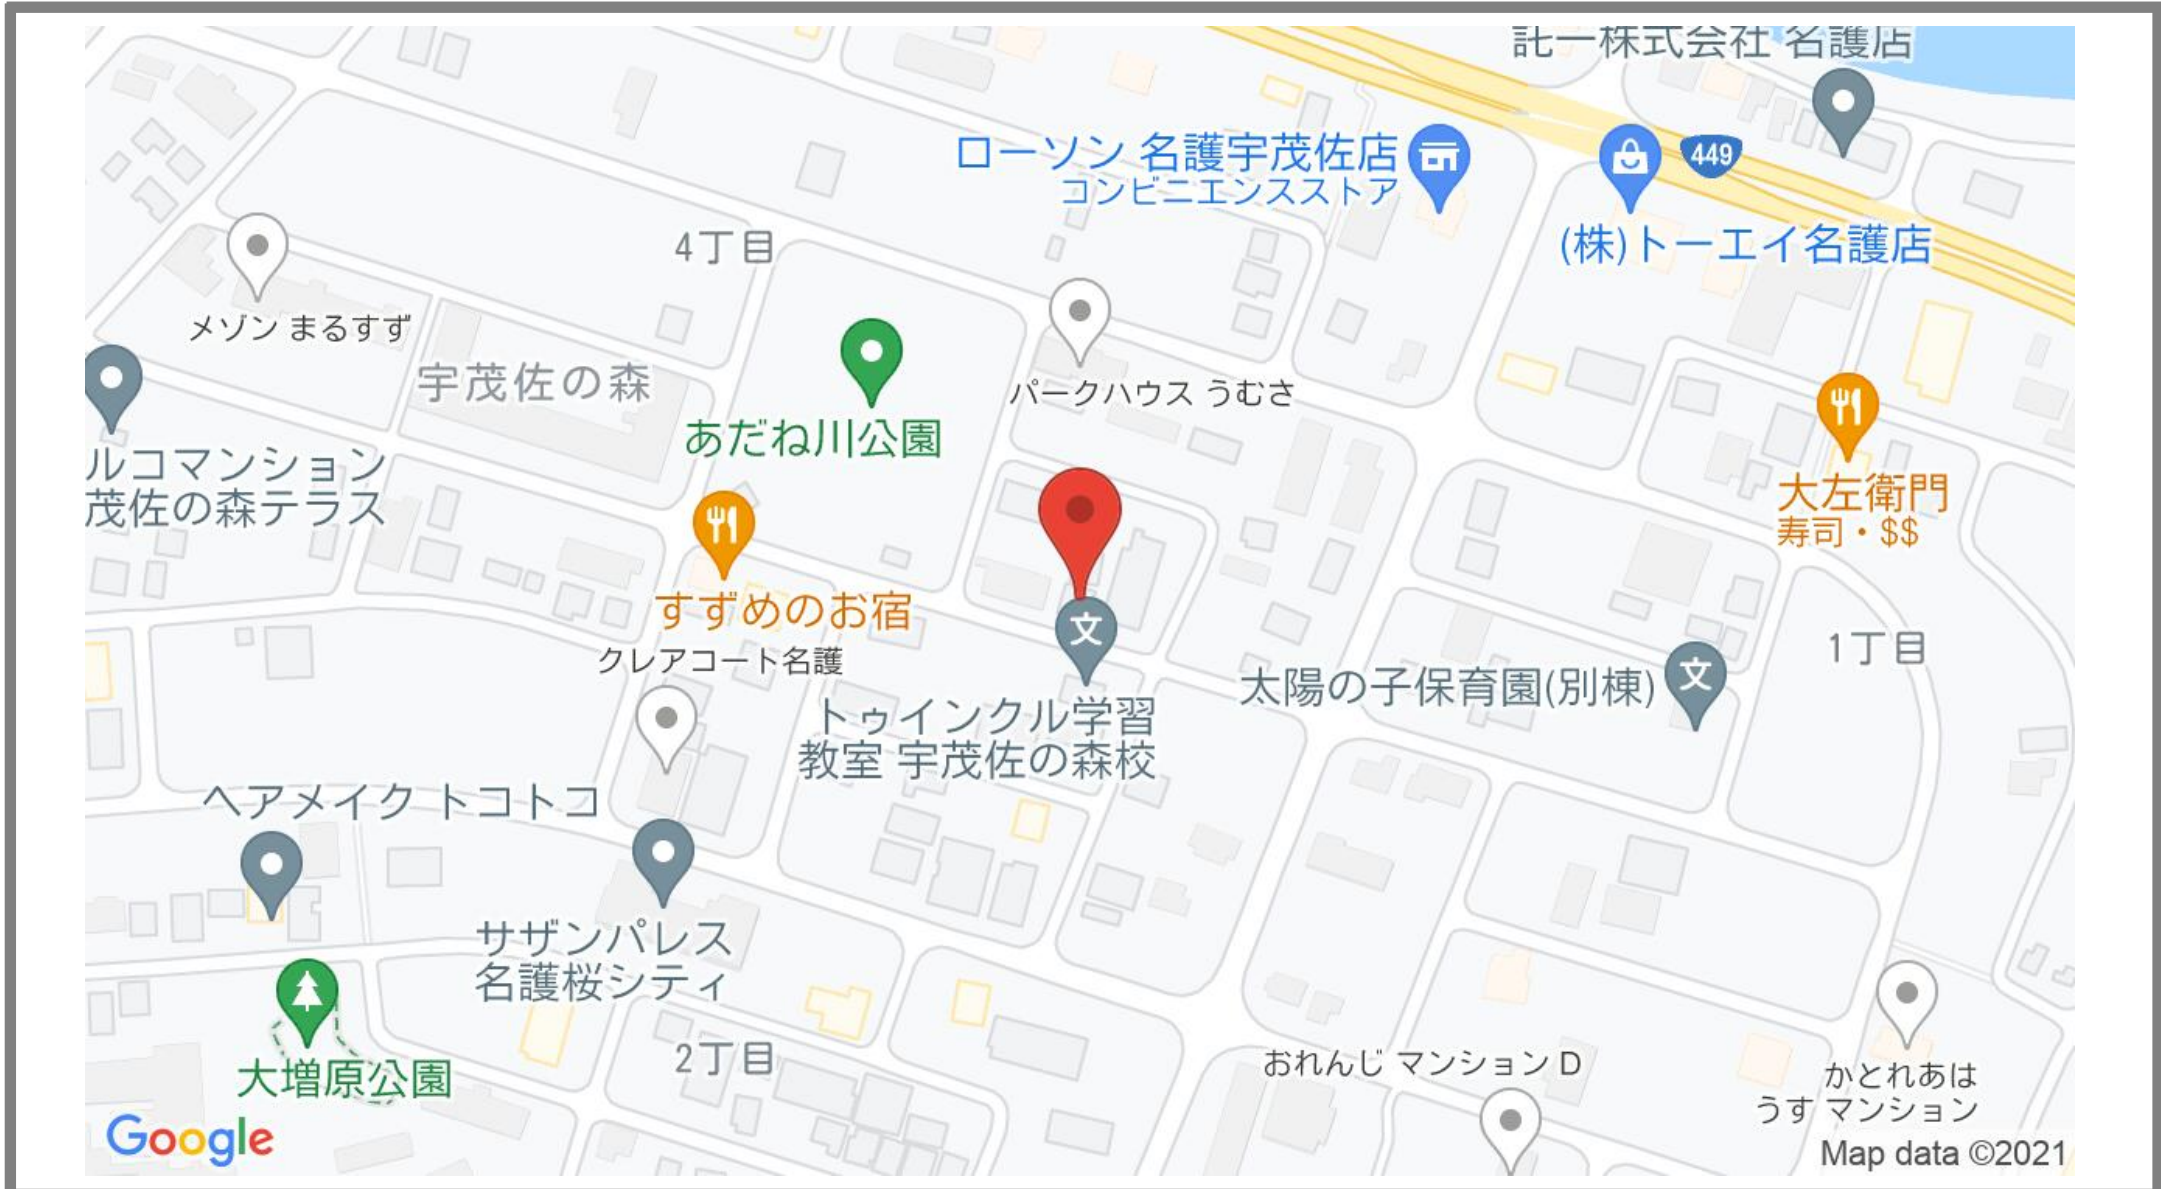 託一株式会社 名護店
ローソン 名護宇茂佐店
コンビニエンスストア
449
(株)トーエイ名護店
4丁目
メゾン まるすず
宇茂佐の森
あだね川公園
パークハウス うむさ
ルコマンション
茂佐の森テラス
大左衛門
寿司・$$
すずめのお宿
クレアコート名護
文
トゥインクル学習
教室 宇茂佐の森校
太陽の子保育園(別棟)
文
1丁目
ヘアメイク トコトコ
サザンパレス
名護桜シティ
大増原公園
2丁目
おれんじ マンション D
かとれあは
うす マンション
Google
Map data ©2021